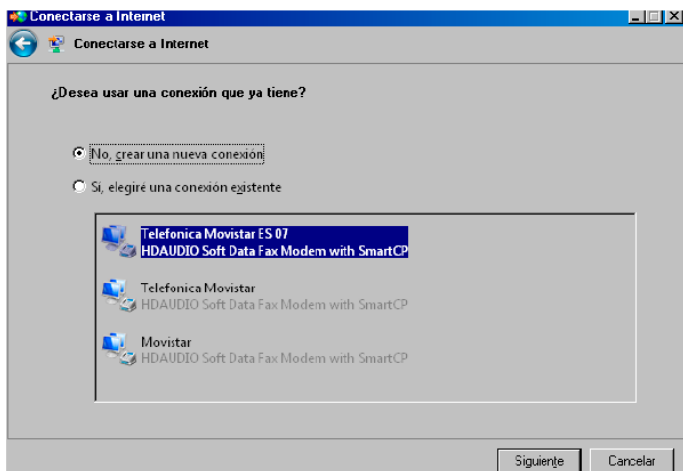 Conectarse a Internet
Conectarse a Internet
¿Desea usar una conexión que ya tiene?
No, crear una nueva conexión
Sí, elegiré una conexión existente
Telefonica Movistar ES 07
HDAUDIO Soft Data Fax Modem with SmartCP
Telefonica Movistar
HDAUDIO Soft Data Fax Modem with SmartCP
Movistar
HDAUDIO Soft Data Fax Modem with SmartCP
Siguiente Cancelar